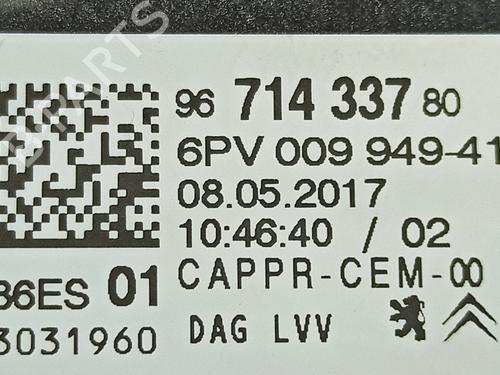 96 714 337 80
6PV 009 949-41
08.05.2017
10:46:40 / 02
CAPPR-CEM-00
86ES 01
3031960
DAG LVV